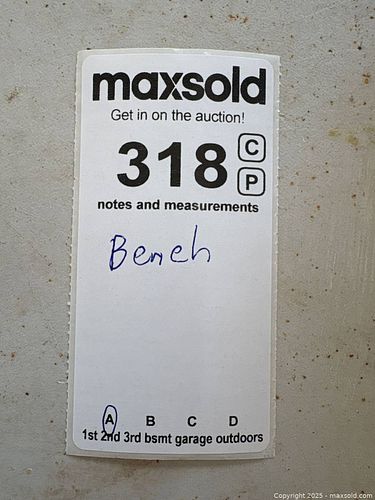 maxsold
Get in on the auction!
318 C
P
notes and measurements
Bench
A B C D
1st 2nd 3rd bsmt garage outdoors
Copyright 2025 - maxsold.com